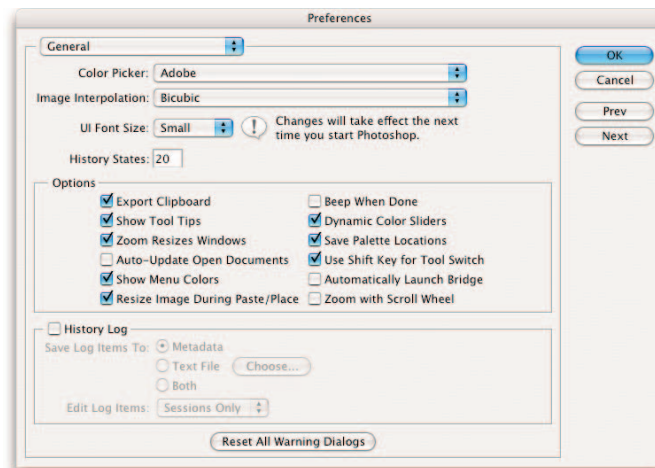 Preferences
General
OK
Color Picker: Adobe
Cancel
Image Interpolation: Bicubic
Prev
UI Font Size: Small
Changes will take effect the next
time you start Photoshop.
Next
History States: 20
Options
Export Clipboard
Beep When Done
Show Tool Tips
Dynamic Color Sliders
Zoom Resizes Windows
Save Palette Locations
Auto-Update Open Documents
Use Shift Key for Tool Switch
Show Menu Colors
Automatically Launch Bridge
Resize Image During Paste/Place
Zoom with Scroll Wheel
History Log
Save Log Items To: Metadata
Text File Choose...
Both
Edit Log Items: Sessions Only
Reset All Warning Dialogs